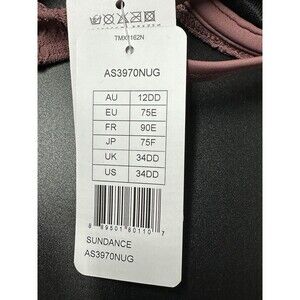 TMX1162N
AS3970NUG
AU 12DD
EU 75E
FR 90E
JP 75F
UK 34DD
US 34DD
SUNDANCE
AS3970NUG